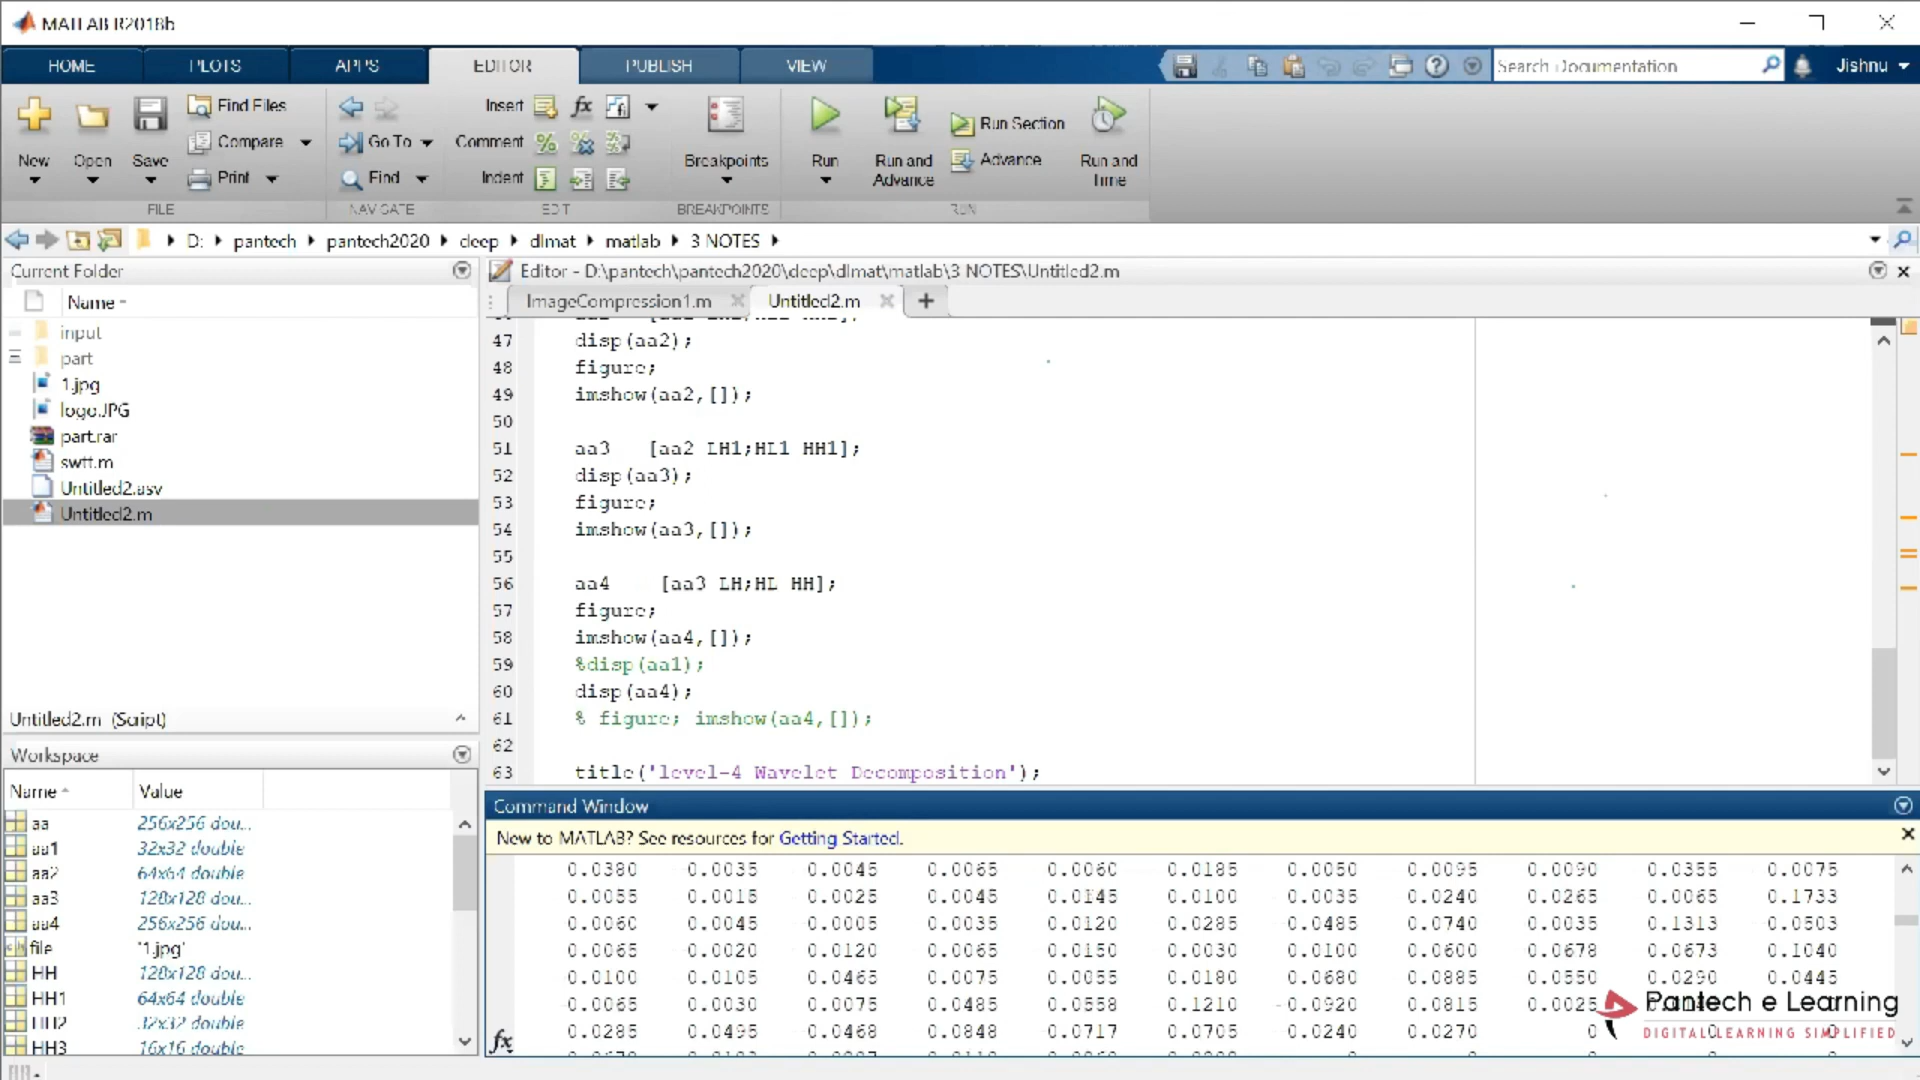 MATLAB R2018b
HOME PLOTS APPS EDITOR PUBLISH VIEW Search Documentation Jishnu
New Open Save Find Files Compare Print
Go To Find
Insert Comment Indent
Breakpoints
Run
Run and Advance
Run Section
Advance
Run and Time
FILE NAVIGATE EDIT BREAKPOINTS RUN
D: pantech pantech2020 deep dlmat matlab 3 NOTES
Current Folder
Name
input
part
1.jpg
logo.JPG
part.rar
swtt.m
Untitled2.asv
Untitled2.m
Untitled2.m (Script)
Workspace
Name Value
aa 256x256 dou...
aa1 32x32 double
aa2 64x64 double
aa3 128x128 dou...
aa4 256x256 dou...
file '1.jpg'
HH 128x128 dou...
HH1 64x64 double
HH2 32x32 double
HH3 16x16 double
Editor - D:\pantech\pantech2020\deep\dlmat\matlab\3 NOTES\Untitled2.m
ImageCompression1.m Untitled2.m
47 disp(aa2);
48 figure;
49 imshow(aa2,[]);
50
51 aa3 [aa2 LH1;HL1 HH1];
52 disp(aa3);
53 figure;
54 imshow(aa3,[]);
55
56 aa4 [aa3 LH;HL HH];
57 figure;
58 imshow(aa4,[]);
59 %disp(aa1);
60 disp(aa4);
61 % figure; imshow(aa4,[]);
62
63 title('level-4 Wavelet Decomposition');
Command Window
New to MATLAB? See resources for Getting Started.
0.0380 0.0035 0.0045 0.0065 0.0060 0.0185 0.0050 0.0095 0.0090 0.0355 0.0075
0.0055 0.0015 0.0025 0.0045 0.0145 0.0100 0.0035 0.0240 0.0265 0.0065 0.1733
0.0060 0.0045 -0.0005 0.0035 0.0120 0.0285 -0.0485 0.0740 0.0035 0.1313 -0.0503
0.0065 -0.0020 0.0120 0.0065 0.0150 0.0030 0.0100 0.0600 -0.0678 0.0673 0.1040
0.0100 0.0105 0.0465 0.0075 0.0055 0.0180 0.0680 0.0885 0.0550 0.0290 0.0445
-0.0065 0.0030 0.0075 0.0485 0.0558 0.1210 -0.0920 0.0815 0.0025
0.0285 0.0495 0.0468 0.0848 -0.0717 0.0705 -0.0240 0.0270 0
fx
Pantech e Learning
DIGITAL LEARNING SIMPLIFIED